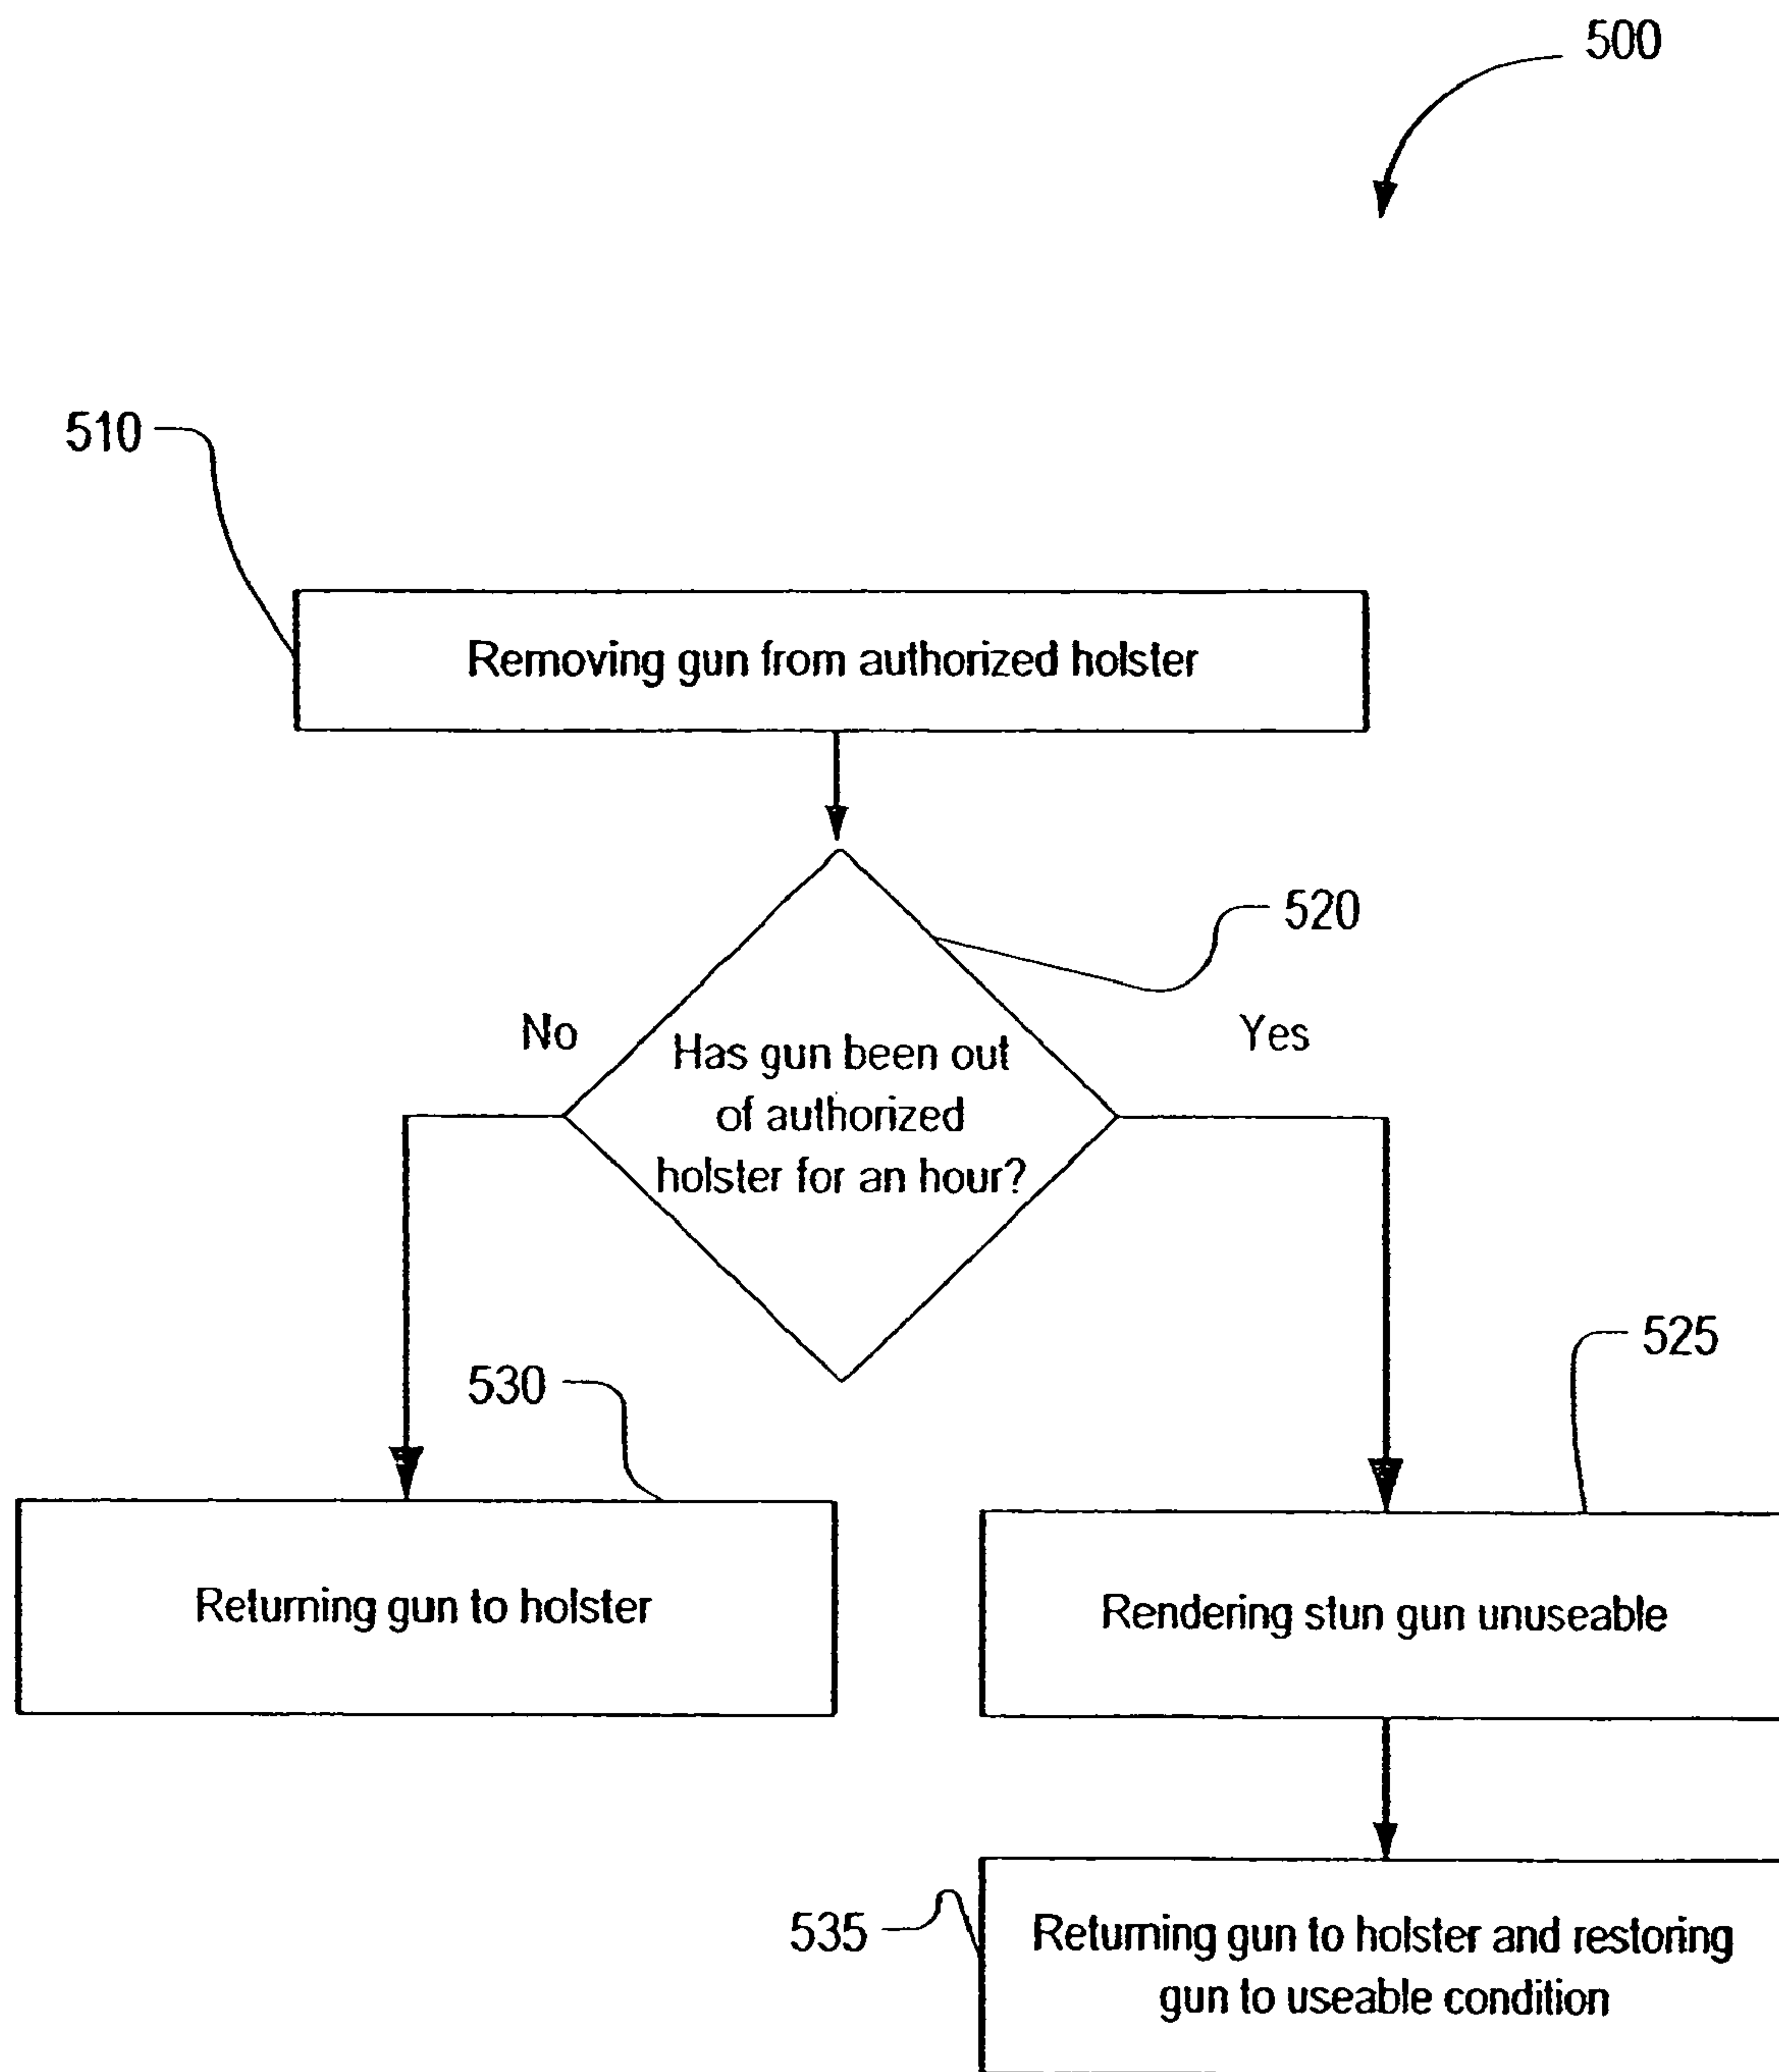 500
510
Removing gun from authorized holster
520
No
Yes
Has gun been out
of authorized
holster for an hour?
525
530
Returning gun to holster
Rendering stun gun unuseable
535
Returning gun to holster and restoring
gun to useable condition